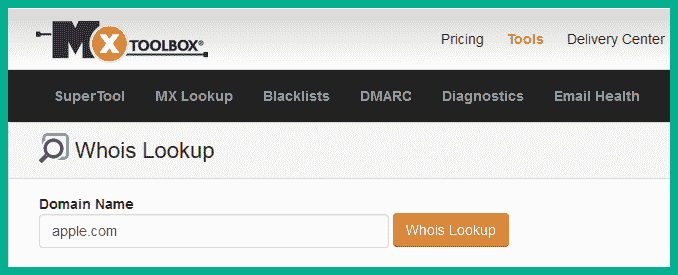 MX TOOLBOX®
Pricing Tools Delivery Center
SuperTool MX Lookup Blacklists DMARC Diagnostics Email Health
Whois Lookup
Domain Name
apple.com Whois Lookup